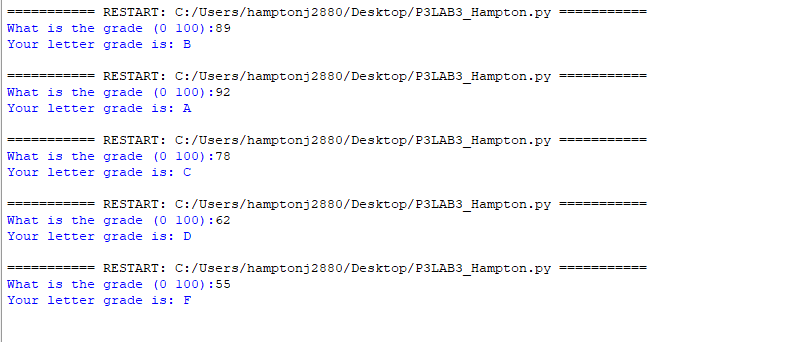 =========== RESTART: C:/Users/hamptonj2880/Desktop/P3LAB3_Hampton.py ===========
What is the grade (0 100):89
Your letter grade is: B
=========== RESTART: C:/Users/hamptonj2880/Desktop/P3LAB3_Hampton.py ===========
What is the grade (0 100):92
Your letter grade is: A
=========== RESTART: C:/Users/hamptonj2880/Desktop/P3LAB3_Hampton.py ===========
What is the grade (0 100):78
Your letter grade is: C
=========== RESTART: C:/Users/hamptonj2880/Desktop/P3LAB3_Hampton.py ===========
What is the grade (0 100):62
Your letter grade is: D
=========== RESTART: C:/Users/hamptonj2880/Desktop/P3LAB3_Hampton.py ===========
What is the grade (0 100):55
Your letter grade is: F